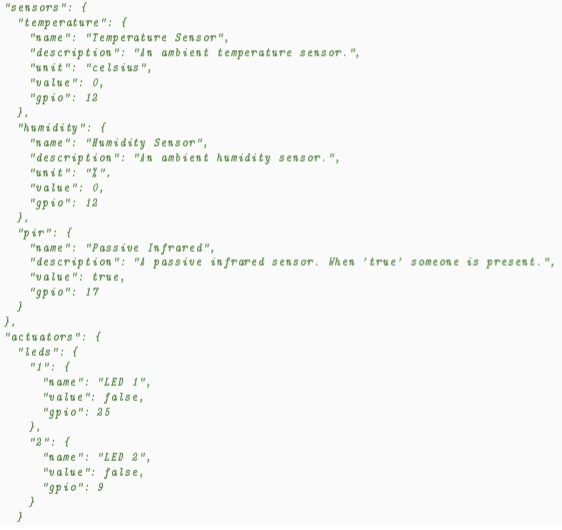 "sensors": {
"temperature": {
"name": "Temperature Sensor",
"description": "An ambient temperature sensor.",
"unit": "celsius",
"value": 0,
"gpio": 12
},
"humidity": {
"name": "Humidity Sensor",
"description": "An ambient humidity sensor.",
"unit": "%",
"value": 0,
"gpio": 12
},
"pir": {
"name": "Passive Infrared",
"description": "A passive infrared sensor. When 'true' someone is present.",
"value": true,
"gpio": 17
}
},
"actuators": {
"leds": {
"1": {
"name": "LED 1",
"value": false,
"gpio": 25
},
"2": {
"name": "LED 2",
"value": false,
"gpio": 9
}
}